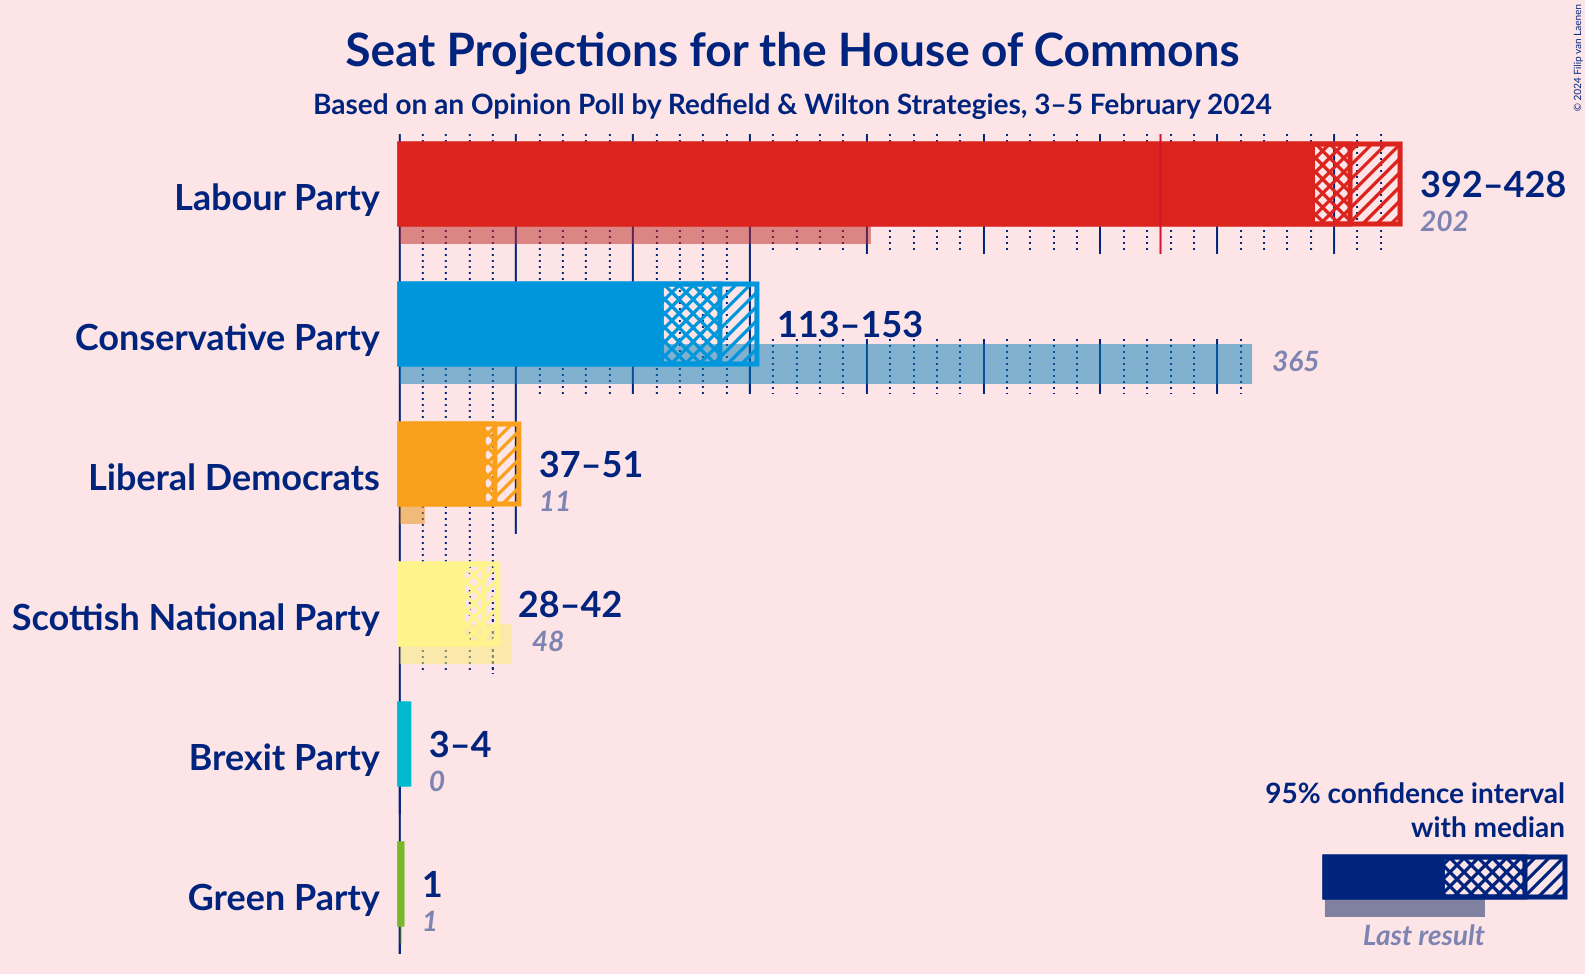 Seat Projections for the House of Commons
Based on an Opinion Poll by Redfield & Wilton Strategies, 3–5 February 2024
© 2024 Filip van Laenen
Labour Party
392–428
202
Conservative Party
113–153
365
Liberal Democrats
37–51
11
Scottish National Party
28–42
48
Brexit Party
3–4
0
Green Party
1
1
95% confidence interval
with median
Last result